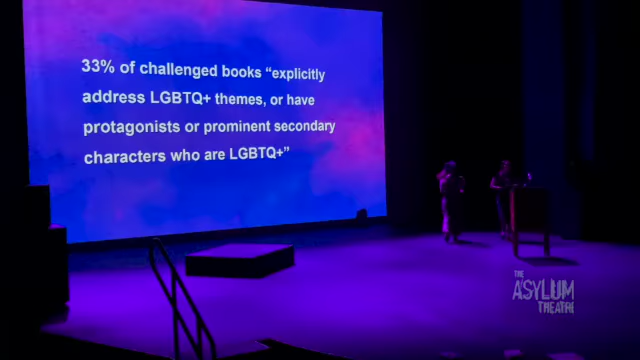 33% of challenged books “explicitly
address LGBTQ+ themes, or have
protagonists or prominent secondary
characters who are LGBTQ+”
THE
ASYLUM
THEATRE